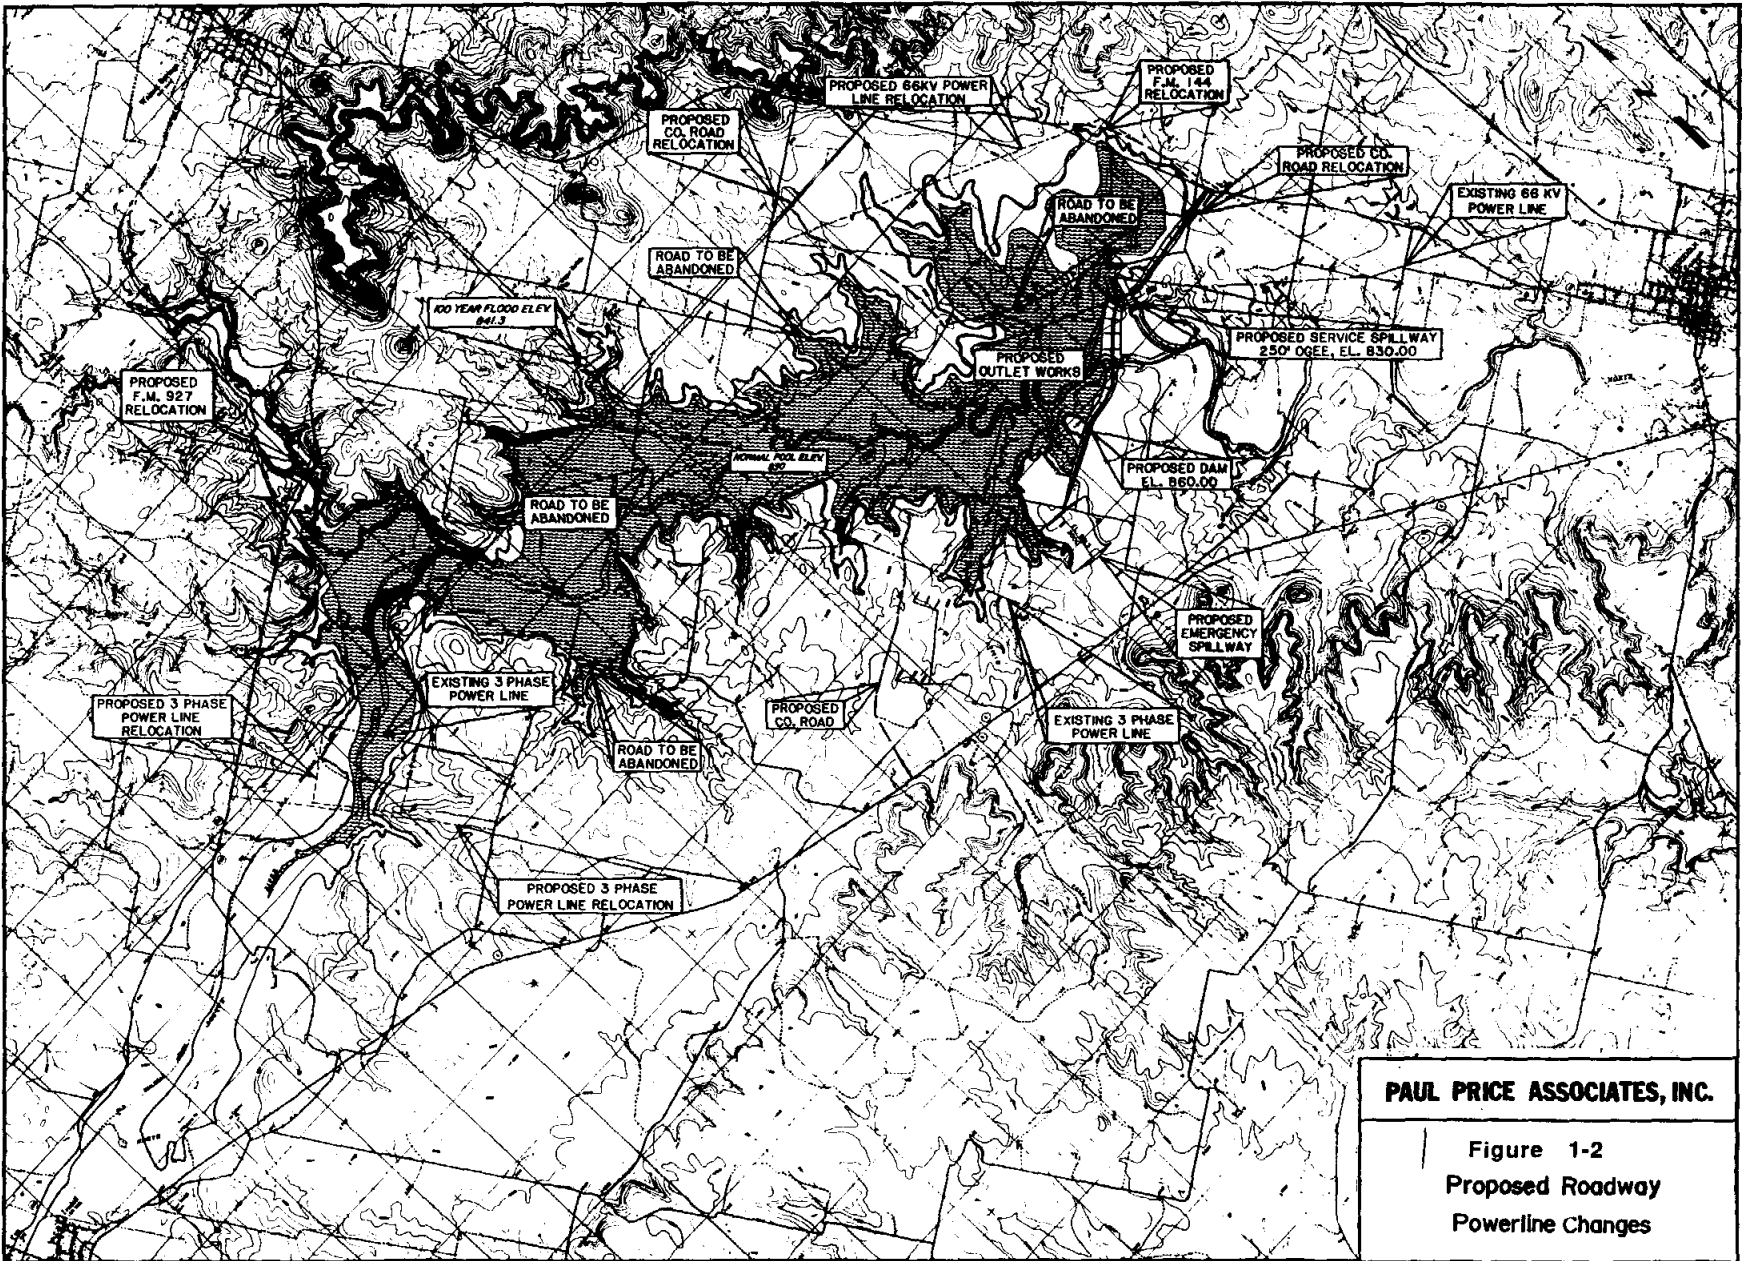 PROPOSED 66KV POWER
LINE RELOCATION
PROPOSED
F.M. 144
RELOCATION
PROPOSED
CO. ROAD
RELOCATION
PROPOSED CO.
ROAD RELOCATION
EXISTING 66 KV
POWER LINE
ROAD TO BE
ABANDONED
ROAD TO BE
ABANDONED
100 YEAR FLOOD ELEV.
841.3
PROPOSED SERVICE SPILLWAY
250' OGEE, EL. 830.00
PROPOSED
OUTLET WORKS
PROPOSED
F.M. 927
RELOCATION
NORMAL POOL ELEV.
830
PROPOSED DAM
EL. 860.00
ROAD TO BE
ABANDONED
PROPOSED
EMERGENCY
SPILLWAY
EXISTING 3 PHASE
POWER LINE
PROPOSED 3 PHASE
POWER LINE
RELOCATION
PROPOSED
CO. ROAD
EXISTING 3 PHASE
POWER LINE
ROAD TO BE
ABANDONED
PROPOSED 3 PHASE
POWER LINE RELOCATION
PAUL PRICE ASSOCIATES, INC.
Figure 1-2
Proposed Roadway
Powerline Changes